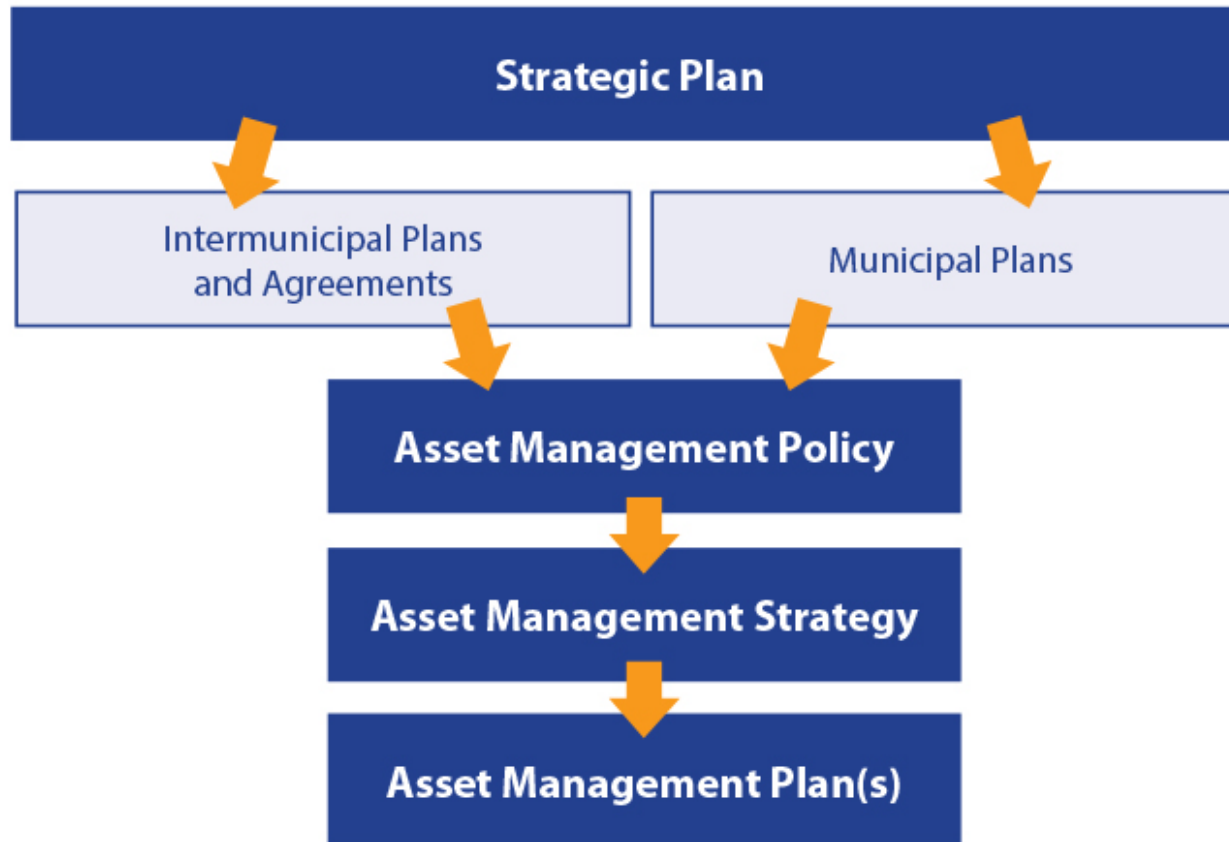 Strategic Plan
Intermunicipal Plans
and Agreements
Municipal Plans
Asset Management Policy
Asset Management Strategy
Asset Management Plan(s)